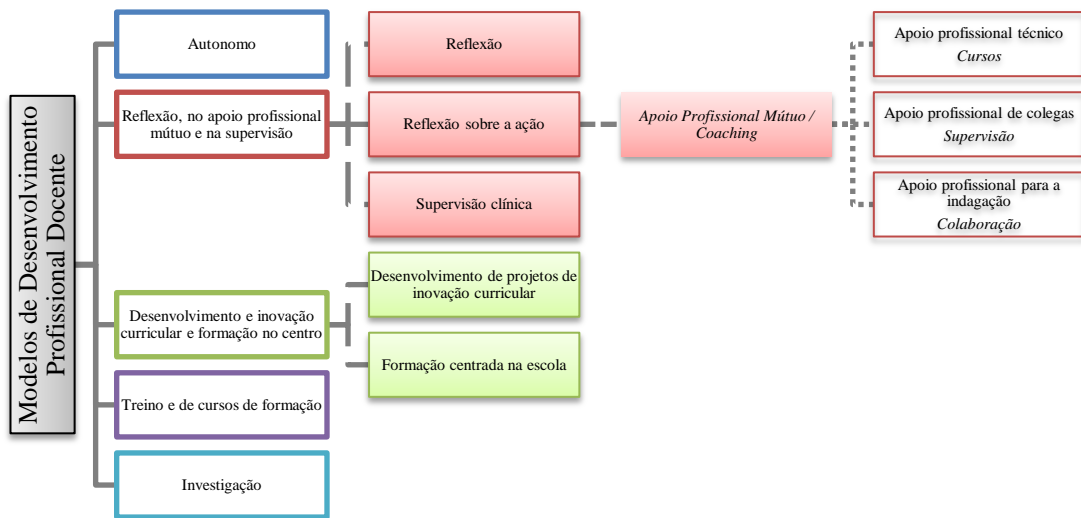 Modelos de Desenvolvimento
Profissional Docente
Autonomo
Reflexão, no apoio profissional
mútuo e na supervisão
Reflexão
Reflexão sobre a ação
Supervisão clínica
Apoio Profissional Mútuo /
Coaching
Apoio profissional técnico
Cursos
Apoio profissional de colegas
Supervisão
Apoio profissional para a
indagação
Colaboração
Desenvolvimento e inovação
curricular e formação no centro
Desenvolvimento de projetos de
inovação curricular
Formação centrada na escola
Treino e de cursos de formação
Investigação